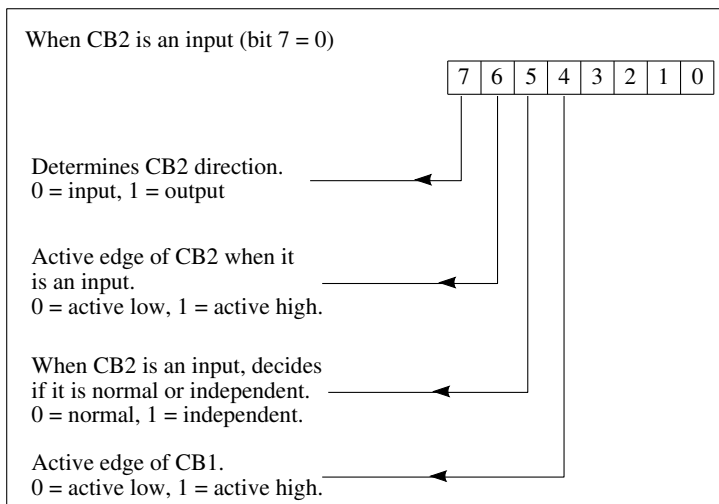 When CB2 is an input (bit 7 = 0)
7 6 5 4 3 2 1 0
Determines CB2 direction.
0 = input, 1 = output
Active edge of CB2 when it
is an input.
0 = active low, 1 = active high.
When CB2 is an input, decides
if it is normal or independent.
0 = normal, 1 = independent.
Active edge of CB1.
0 = active low, 1 = active high.